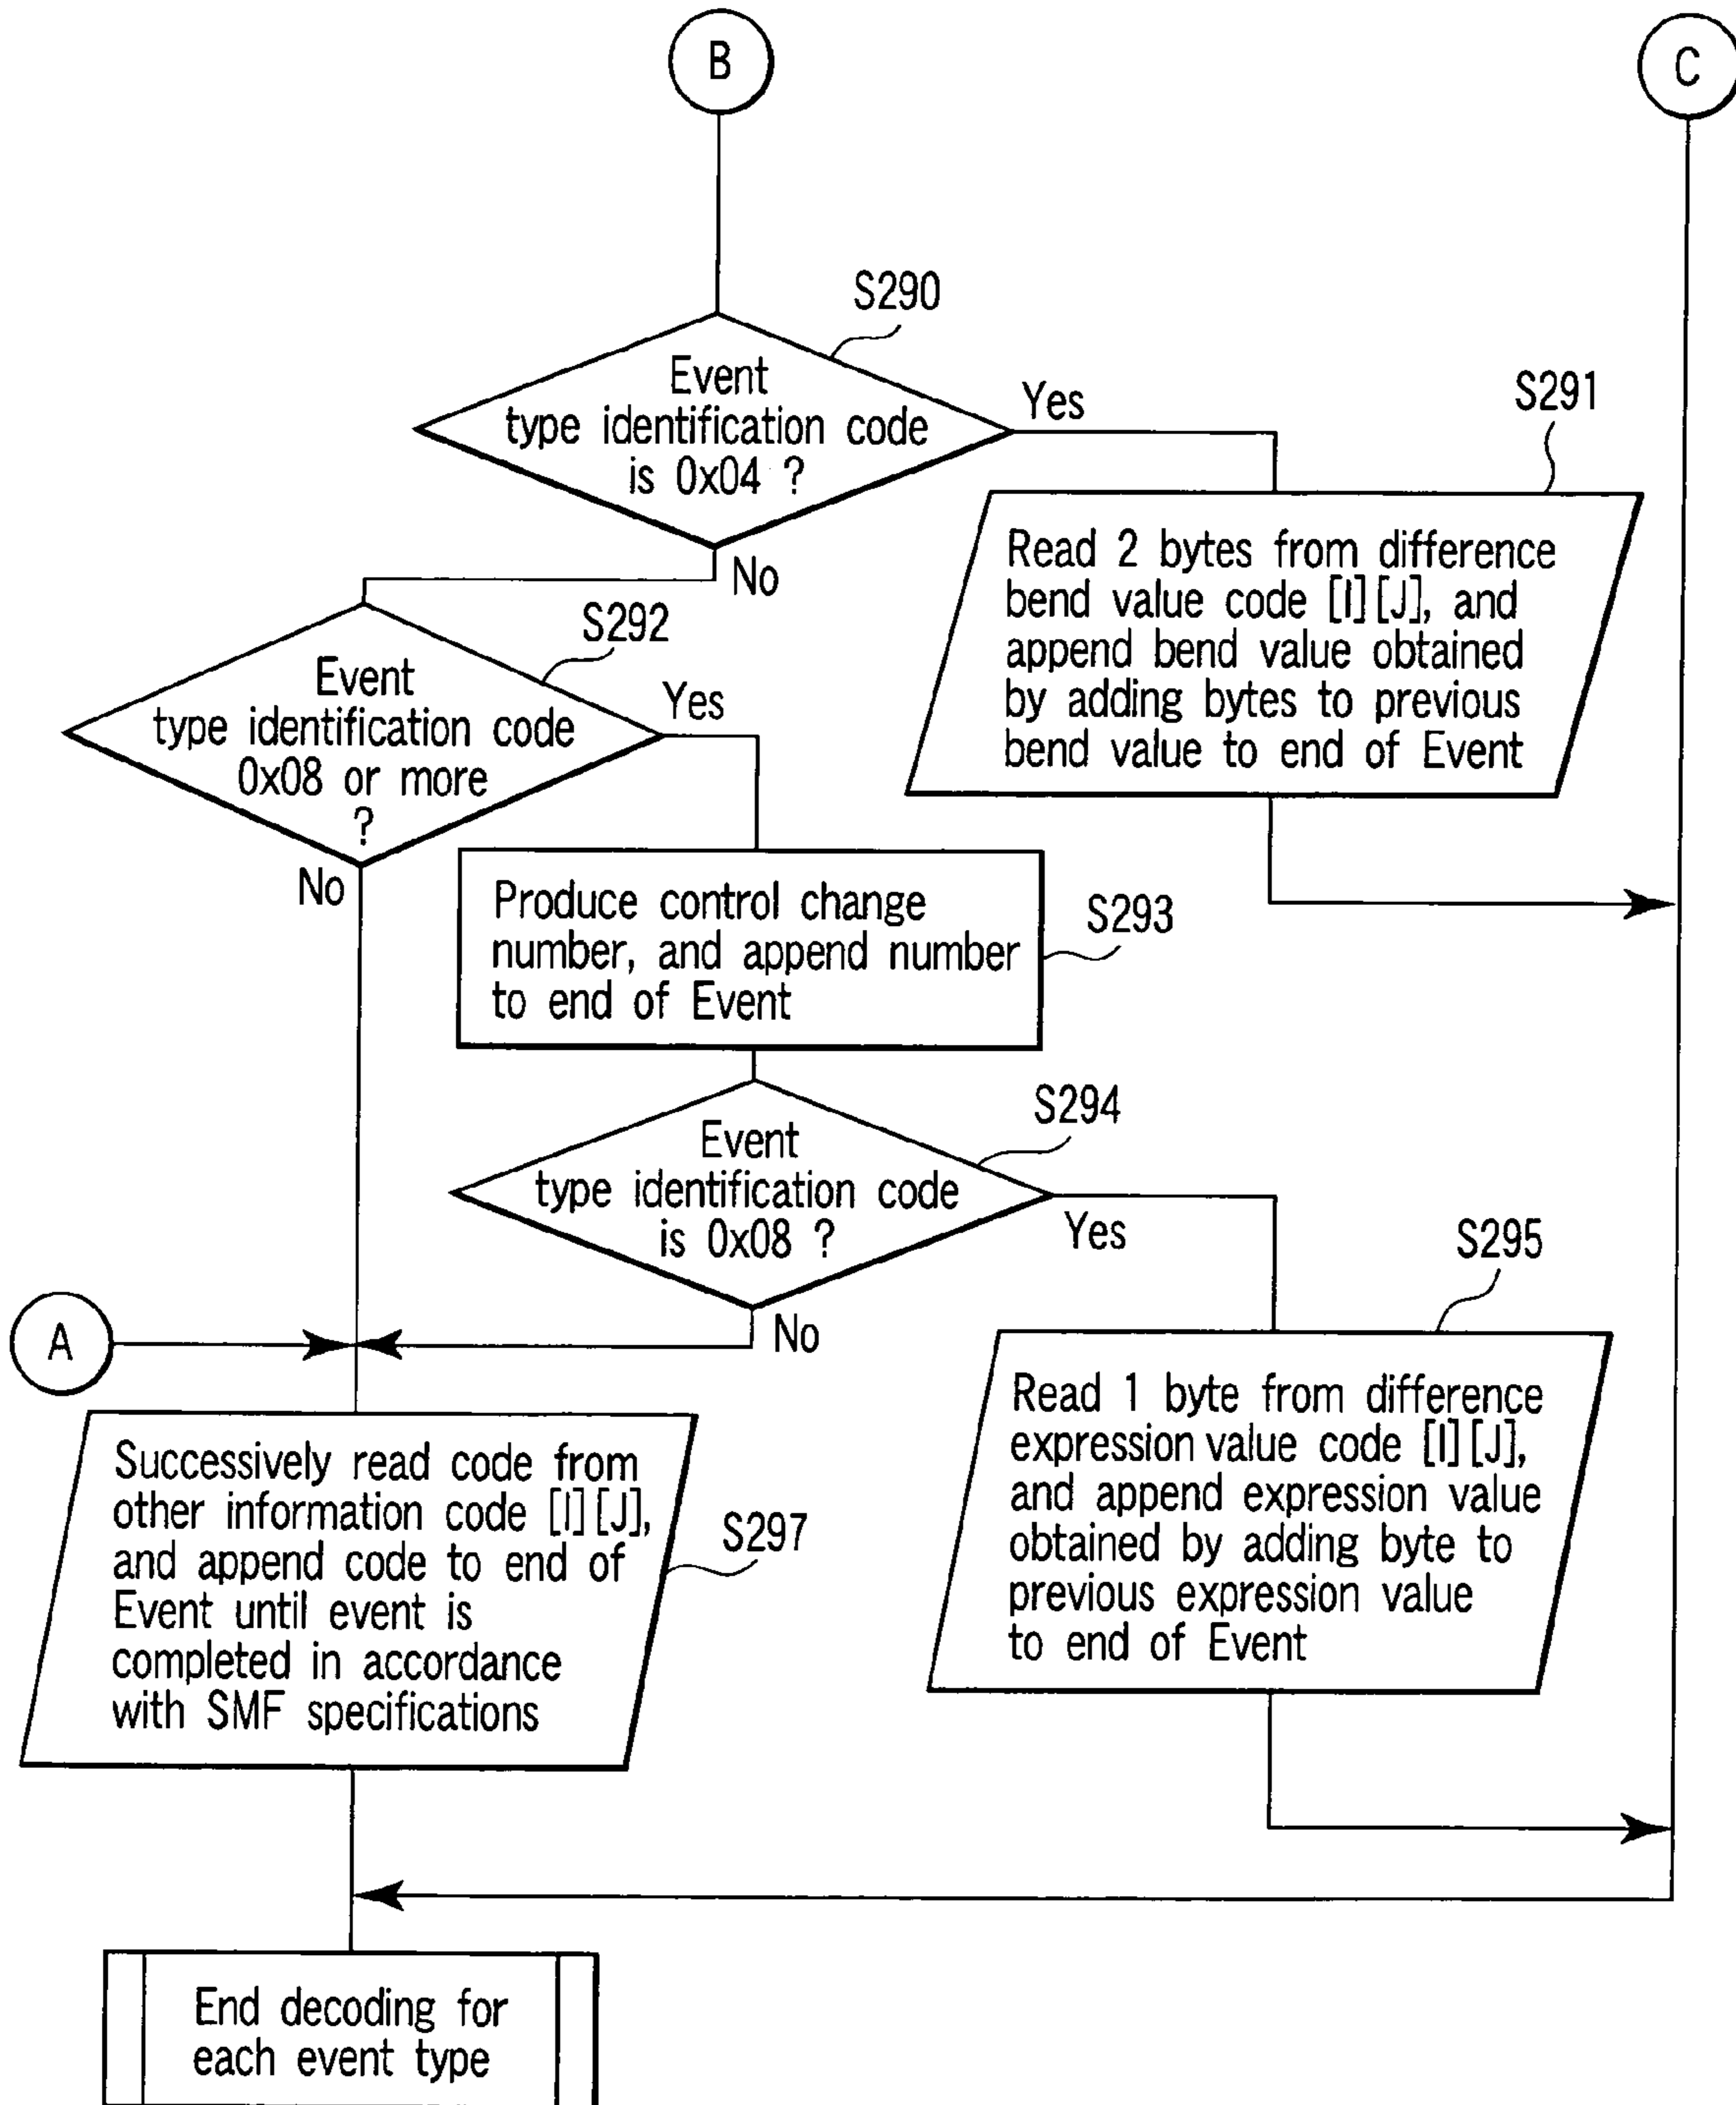 B
C
S290
Event
type identification code
is 0x04 ?
Yes
No
S291
Read 2 bytes from difference
bend value code [I][J], and
append bend value obtained
by adding bytes to previous
bend value to end of Event
S292
Event
type identification code
0x08 or more
?
Yes
No
Produce control change
number, and append number
to end of Event
S293
S294
Event
type identification code
is 0x08 ?
Yes
No
A
S295
Read 1 byte from difference
expression value code [I][J],
and append expression value
obtained by adding byte to
previous expression value
to end of Event
Successively read code from
other information code [I][J],
and append code to end of
Event until event is
completed in accordance
with SMF specifications
S297
End decoding for
each event type